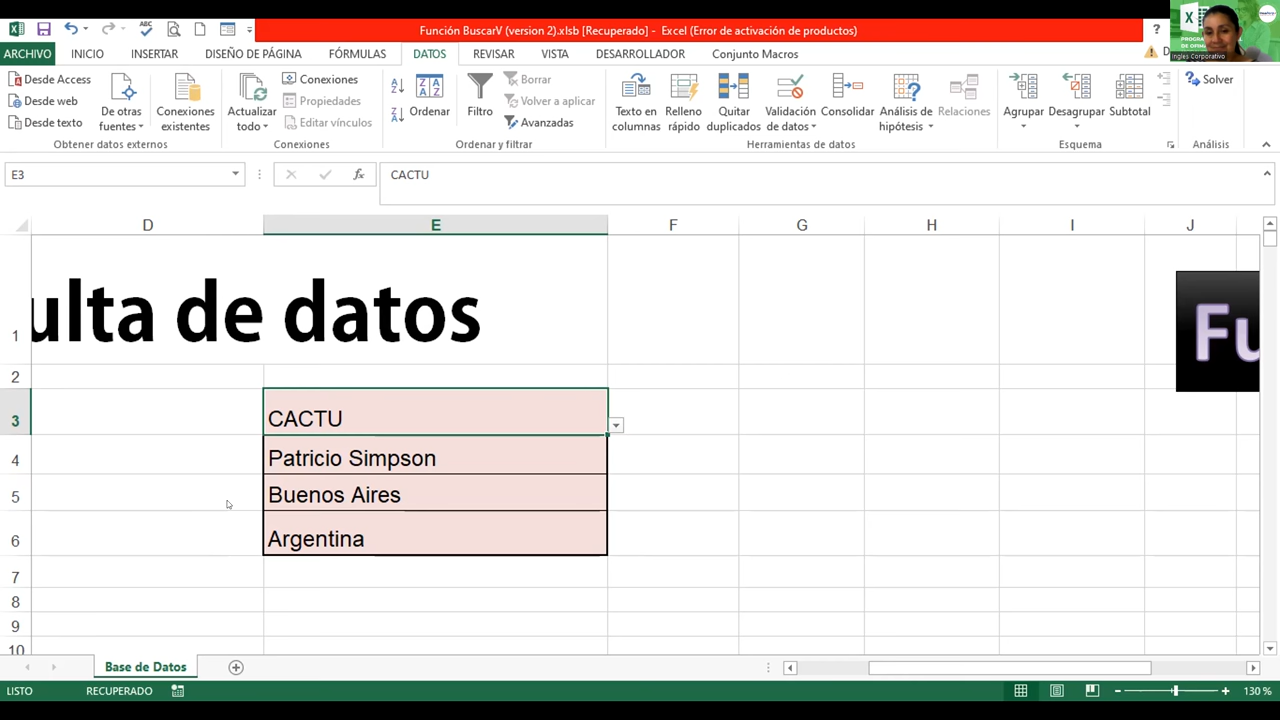 Función BuscarV (version 2).xlsb [Recuperado] - Excel (Error de activación de productos)
?
ARCHIVO INICIO INSERTAR DISEÑO DE PÁGINA FÓRMULAS DATOS REVISAR VISTA DESARROLLADOR Conjunto Macros
Inglés Corporativo
Desde Access
Desde web
Desde texto
De otras
fuentes
Conexiones
existentes
Obtener datos externos
Actualizar
todo
Conexiones
Propiedades
Editar vínculos
Conexiones
Ordenar
Filtro
Borrar
Volver a aplicar
Avanzadas
Ordenar y filtrar
Texto en
columnas
Relleno
rápido
Quitar
duplicados
Validación
de datos
Consolidar
Análisis de
hipótesis
Relaciones
Herramientas de datos
Agrupar
Desagrupar
Subtotal
Esquema
Solver
Análisis
E3
fx
CACTU
D E F G H I J
1 ulta de datos
Fu
2
3 CACTU
4 Patricio Simpson
5 Buenos Aires
6 Argentina
7
8
9
10
Base de Datos
LISTO RECUPERADO
130 %